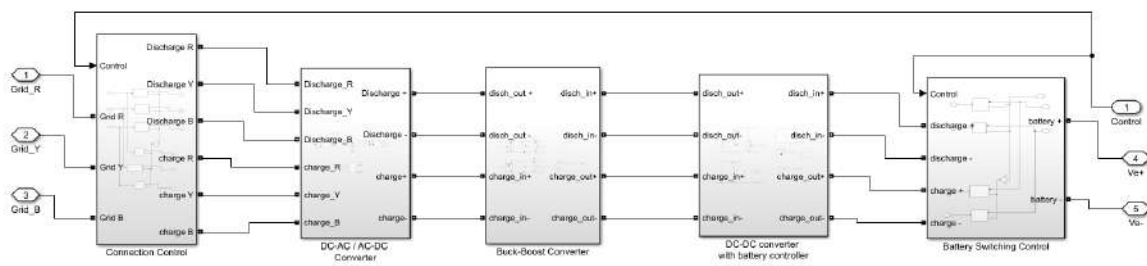 1
Grid_R
2
Grid_Y
3
Grid_B
Control
Grid R
Grid Y
Grid B
Discharge R
Discharge Y
Discharge B
charge R
charge Y
charge B
Connection Control
Discharge_R
Discharge_Y
Discharge_B
charge_R
charge_Y
charge_B
Discharge +
Discharge -
charge+
charge-
DC-AC / AC-DC
Converter
disch_out +
disch_out -
charge_in+
charge_in-
disch_in+
disch_in-
charge_out+
charge_out-
Buck-Boost Converter
disch_out+
disch_out-
charge_in+
charge_in-
disch_in+
disch_in-
charge_out+
charge_out-
DC-DC converter
with battery controller
Control
discharge +
discharge -
charge +
charge -
battery +
battery -
Battery Switching Control
1
Control
4
Ve+
5
Ve-